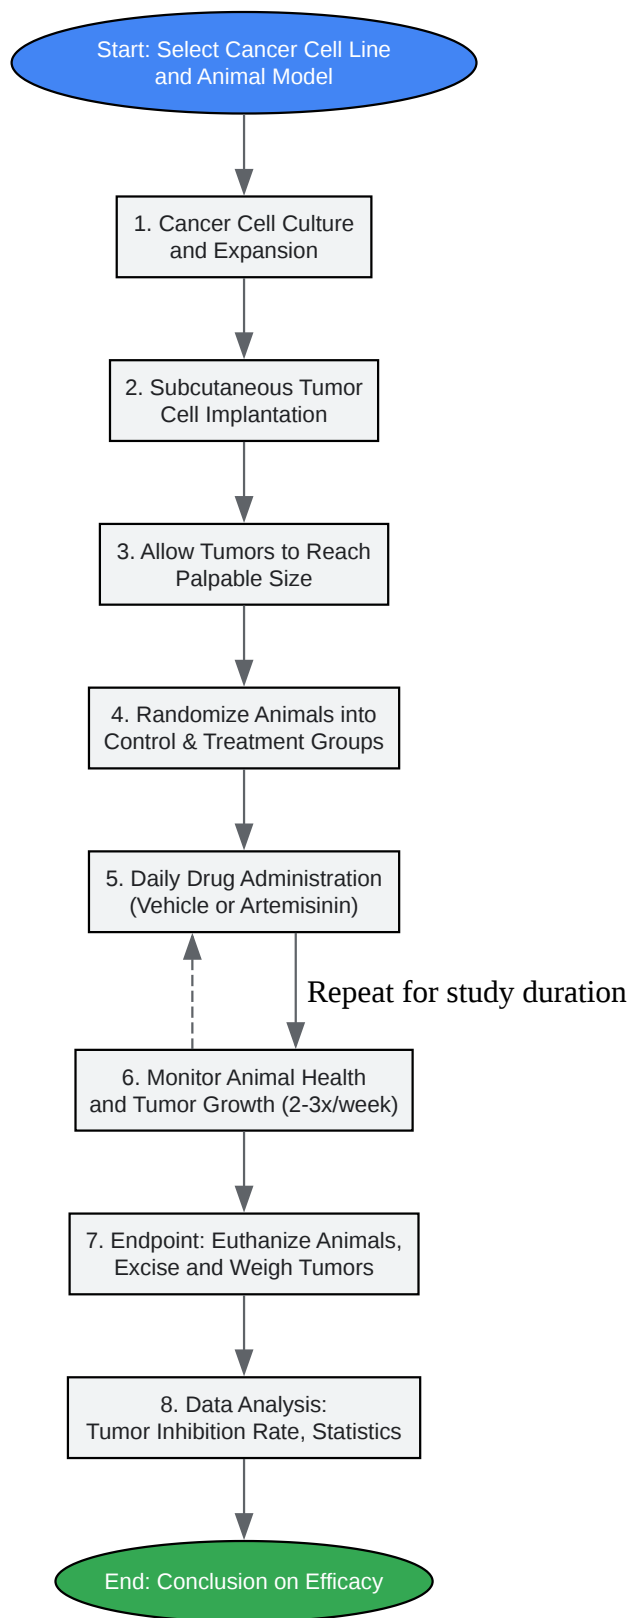 Start: Select Cancer Cell Line
and Animal Model
1. Cancer Cell Culture
and Expansion
2. Subcutaneous Tumor
Cell Implantation
3. Allow Tumors to Reach
Palpable Size
4. Randomize Animals into
Control & Treatment Groups
5. Daily Drug Administration
(Vehicle or Artemisinin)
Repeat for study duration
6. Monitor Animal Health
and Tumor Growth (2-3x/week)
7. Endpoint: Euthanize Animals,
Excise and Weigh Tumors
8. Data Analysis:
Tumor Inhibition Rate, Statistics
End: Conclusion on Efficacy